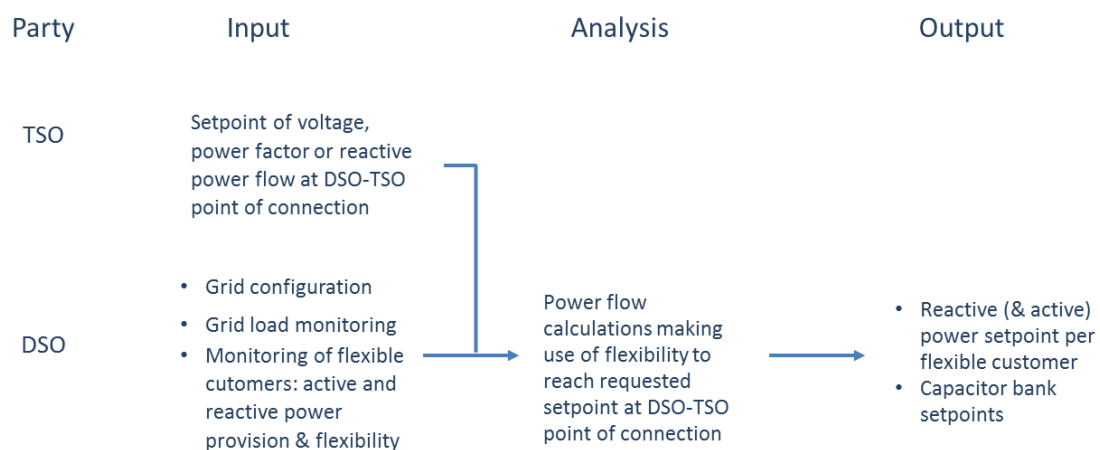 Party
Input
Analysis
Output
TSO
Setpoint of voltage,
power factor or reactive
power flow at DSO-TSO
point of connection
DSO
• Grid configuration
• Grid load monitoring
• Monitoring of flexible
cutomers: active and
reactive power
provision & flexibility
Power flow
calculations making
use of flexibility to
reach requested
setpoint at DSO-TSO
point of connection
• Reactive (& active)
power setpoint per
flexible customer
• Capacitor bank
setpoints